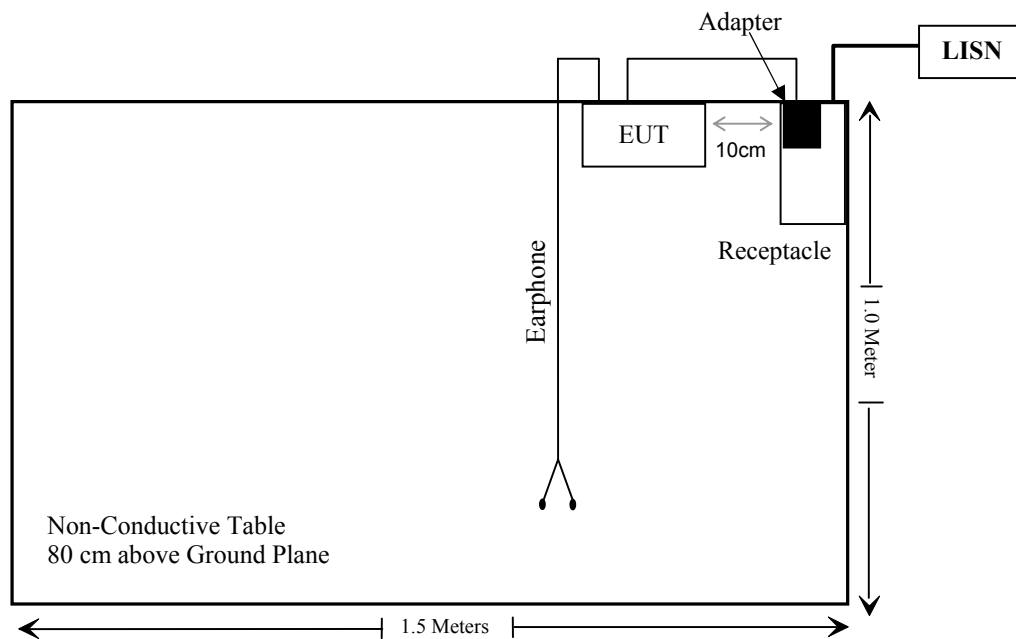 Adapter
LISN
EUT
10cm
Receptacle
Earphone
1.0 Meter
Non-Conductive Table
80 cm above Ground Plane
1.5 Meters